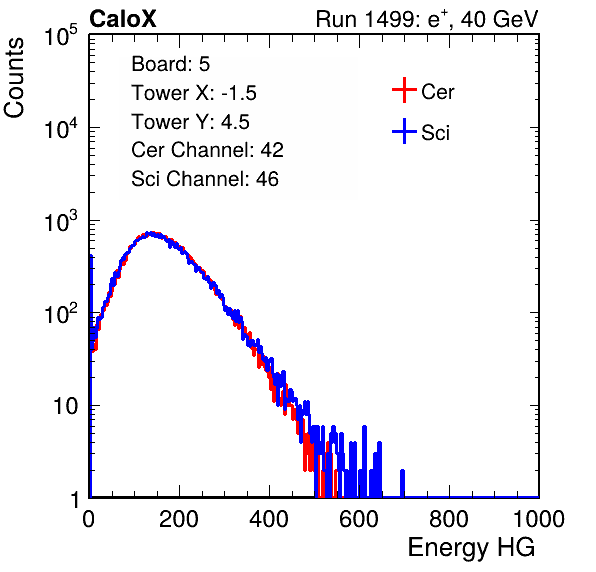 CaloX Run 1499: e+, 40 GeV
Counts
Board: 5
Tower X: -1.5
Tower Y: 4.5
Cer Channel: 42
Sci Channel: 46
Cer
Sci
10^5
10^4
10^3
10^2
10
1
0 200 400 600 800 1000
Energy HG